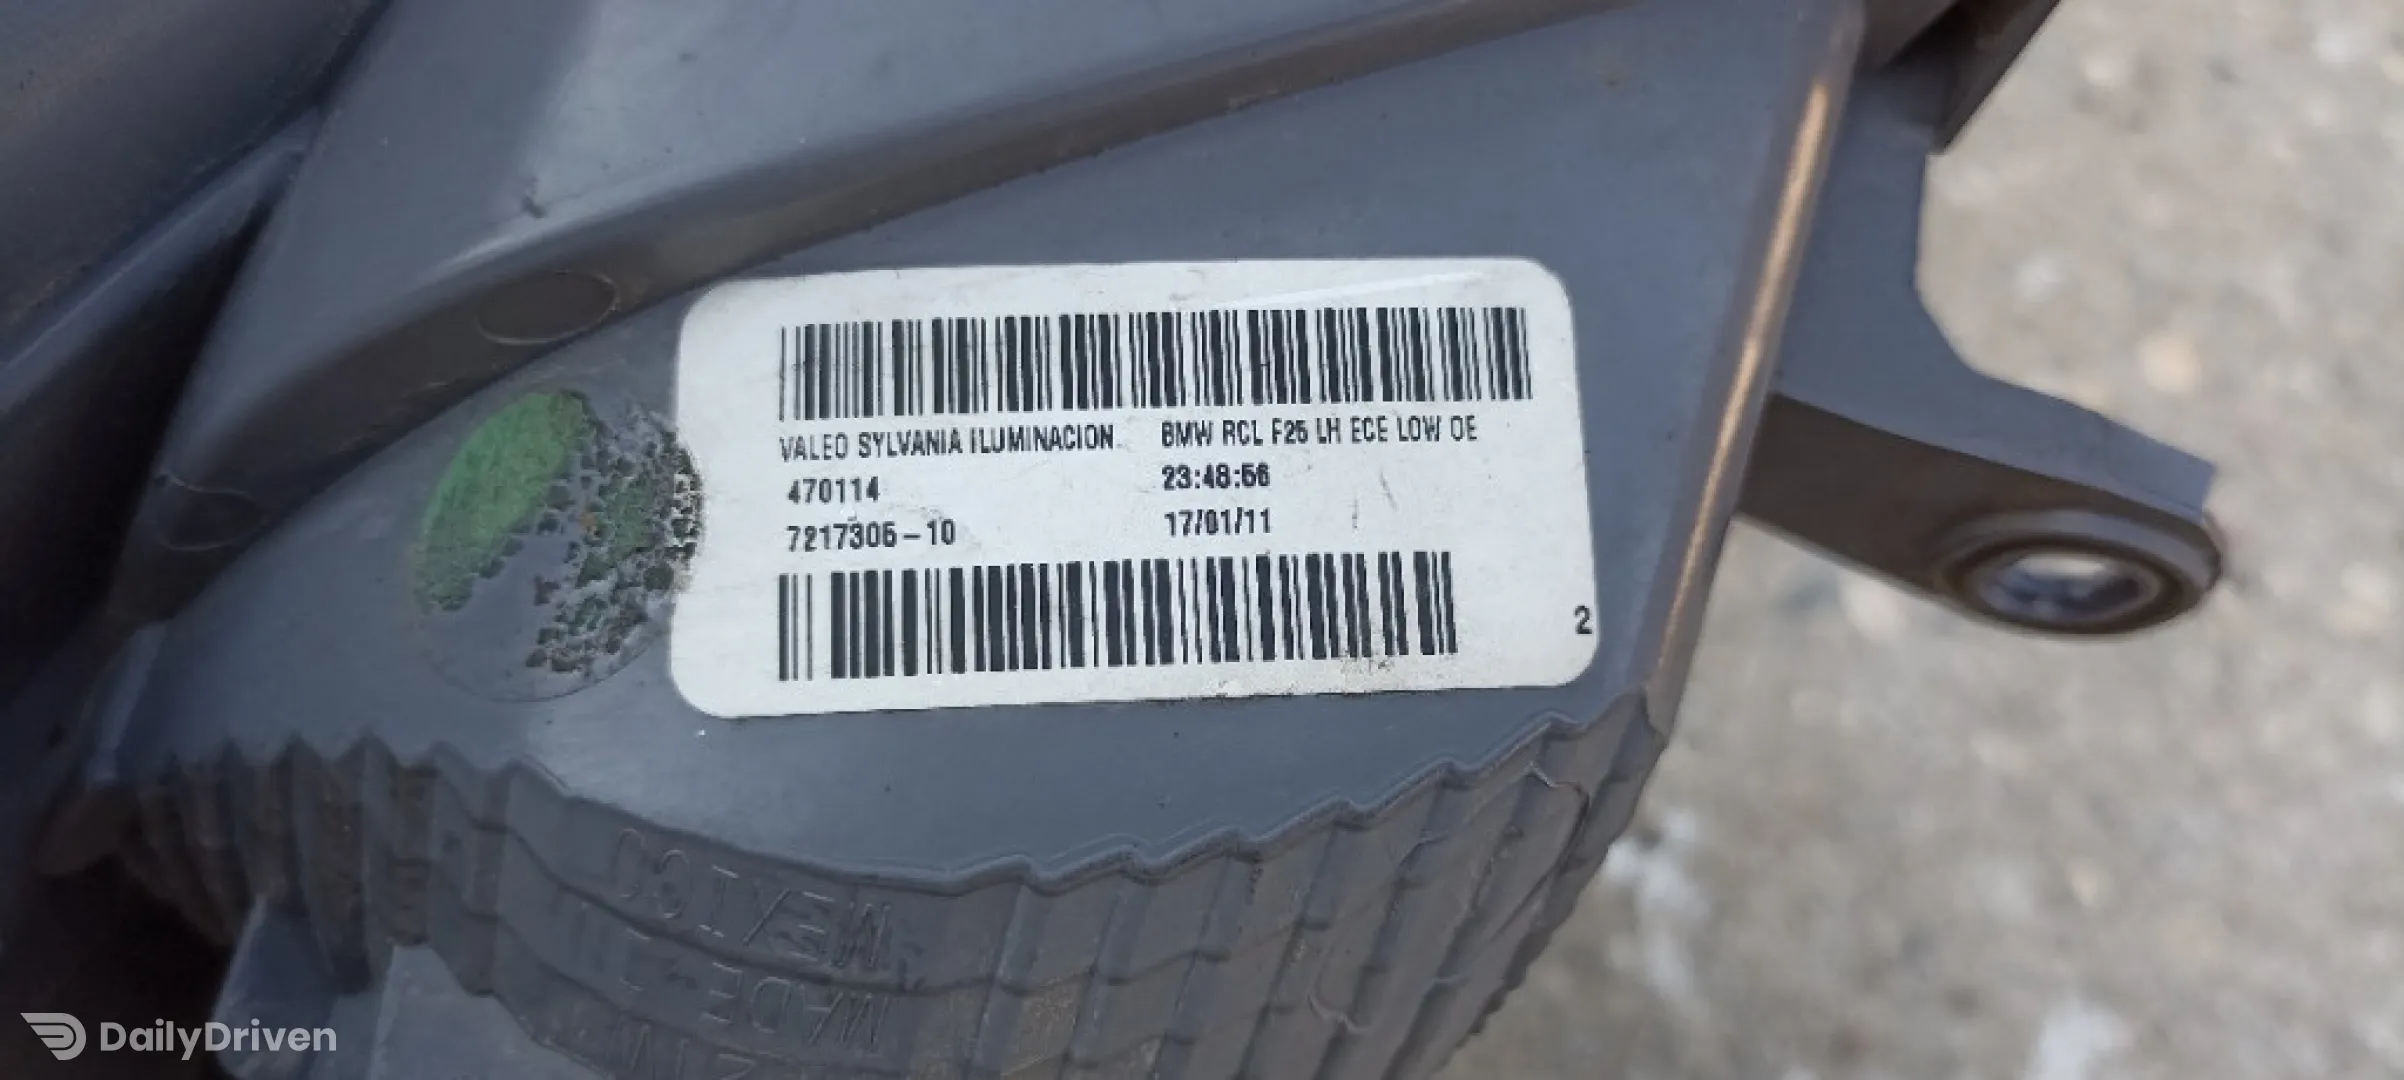 VALEO SYLVANIA ILUMINACION. BMW RCL F25 LH ECE LOW OE
470114 23:48:56
7217305-10 17/01/11
2
MEXICO
MADE IN
DailyDriven